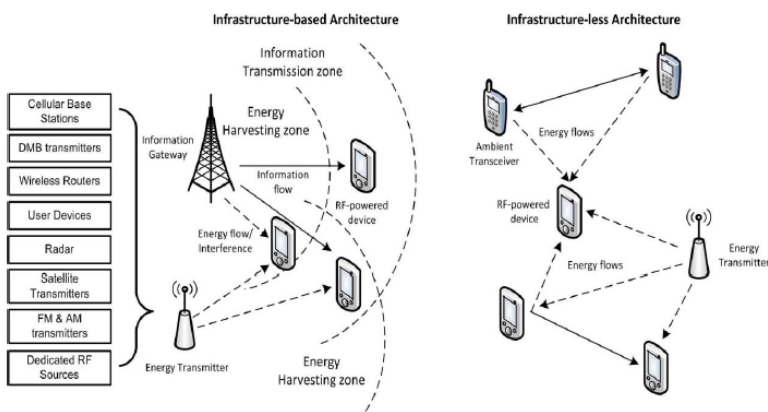 Infrastructure-based Architecture
Infrastructure-less Architecture
Information
Transmission zone
Energy
Harvesting zone
Cellular Base
Stations
DMB transmitters
Wireless Routers
User Devices
Radar
Satellite
Transmitters
FM & AM
transmitters
Dedicated RF
Sources
Information
Gateway
Information
flow
RF-powered
device
Energy flow/
Interference
Energy Transmitter
Energy
Harvesting zone
Ambient
Transceiver
Energy flows
RF-powered
device
Energy flows
Energy
Transmitter